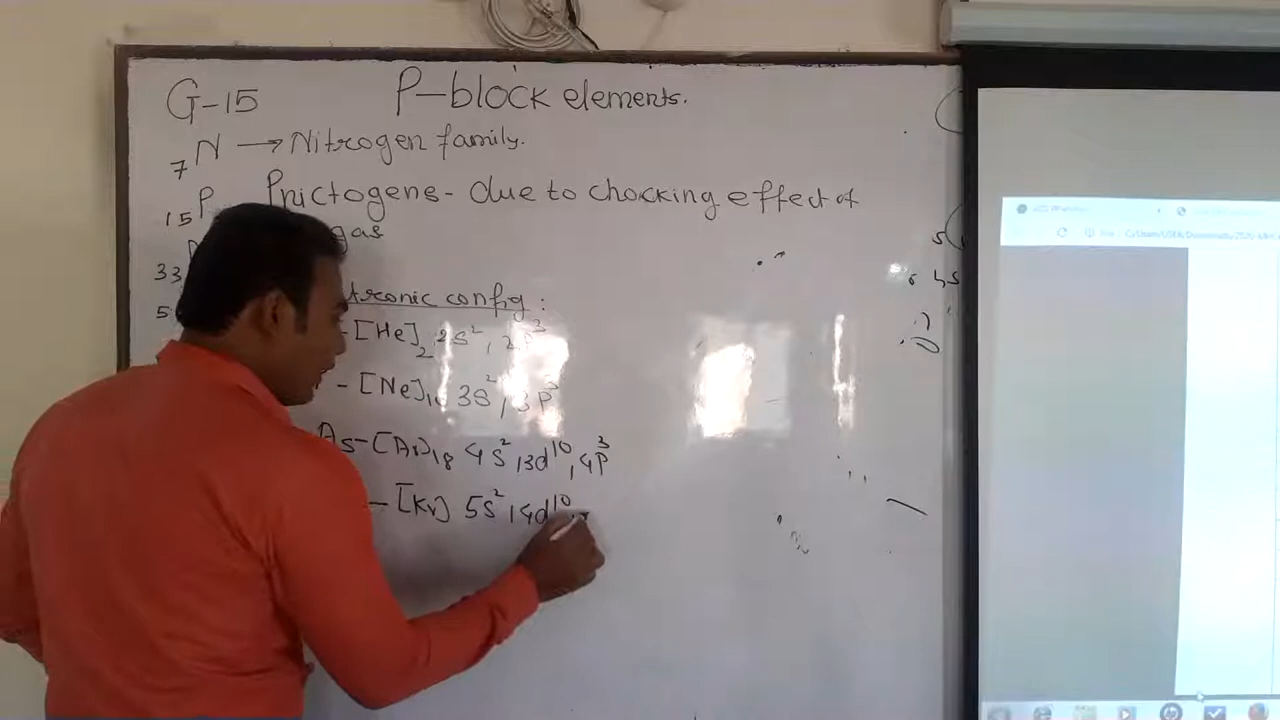 G-15 P-block elements.
7 N → Nitrogen family.
15 P Pnictogens - due to chocking effect of
gas
33
5
tronic config :
- [He]2 2s², 2p³
- [Ne]10 3s², 3p³
As - [Ar]18 4s², 3d¹⁰, 4p³
- [Kr] 5s², 4d¹⁰